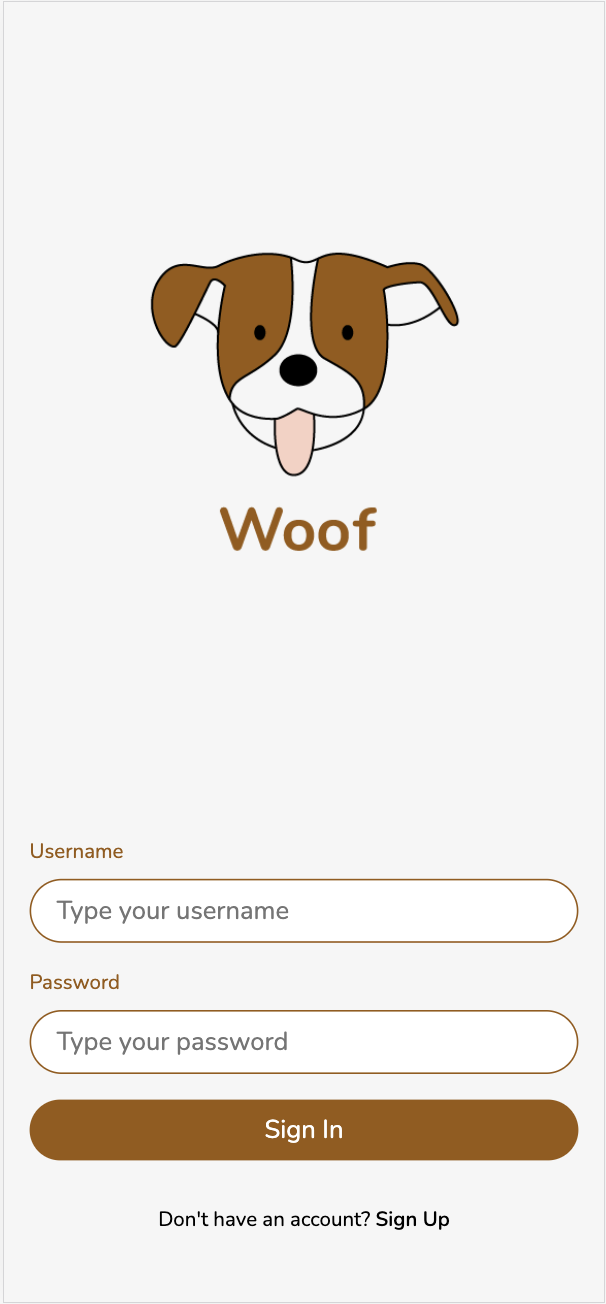 Woof
Username
Type your username
Password
Type your password
Sign In
Don't have an account? Sign Up